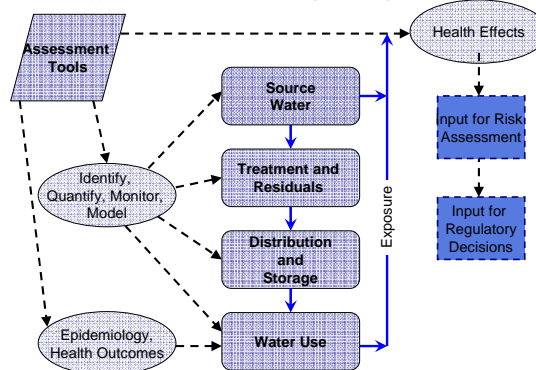 Assessment
Tools
Health Effects
Source
Water
Input for Risk
Assessment
Identify,
Quantify, Monitor,
Model
Treatment and
Residuals
Exposure
Input for
Regulatory
Decisions
Distribution
and
Storage
Epidemiology,
Health Outcomes
Water Use